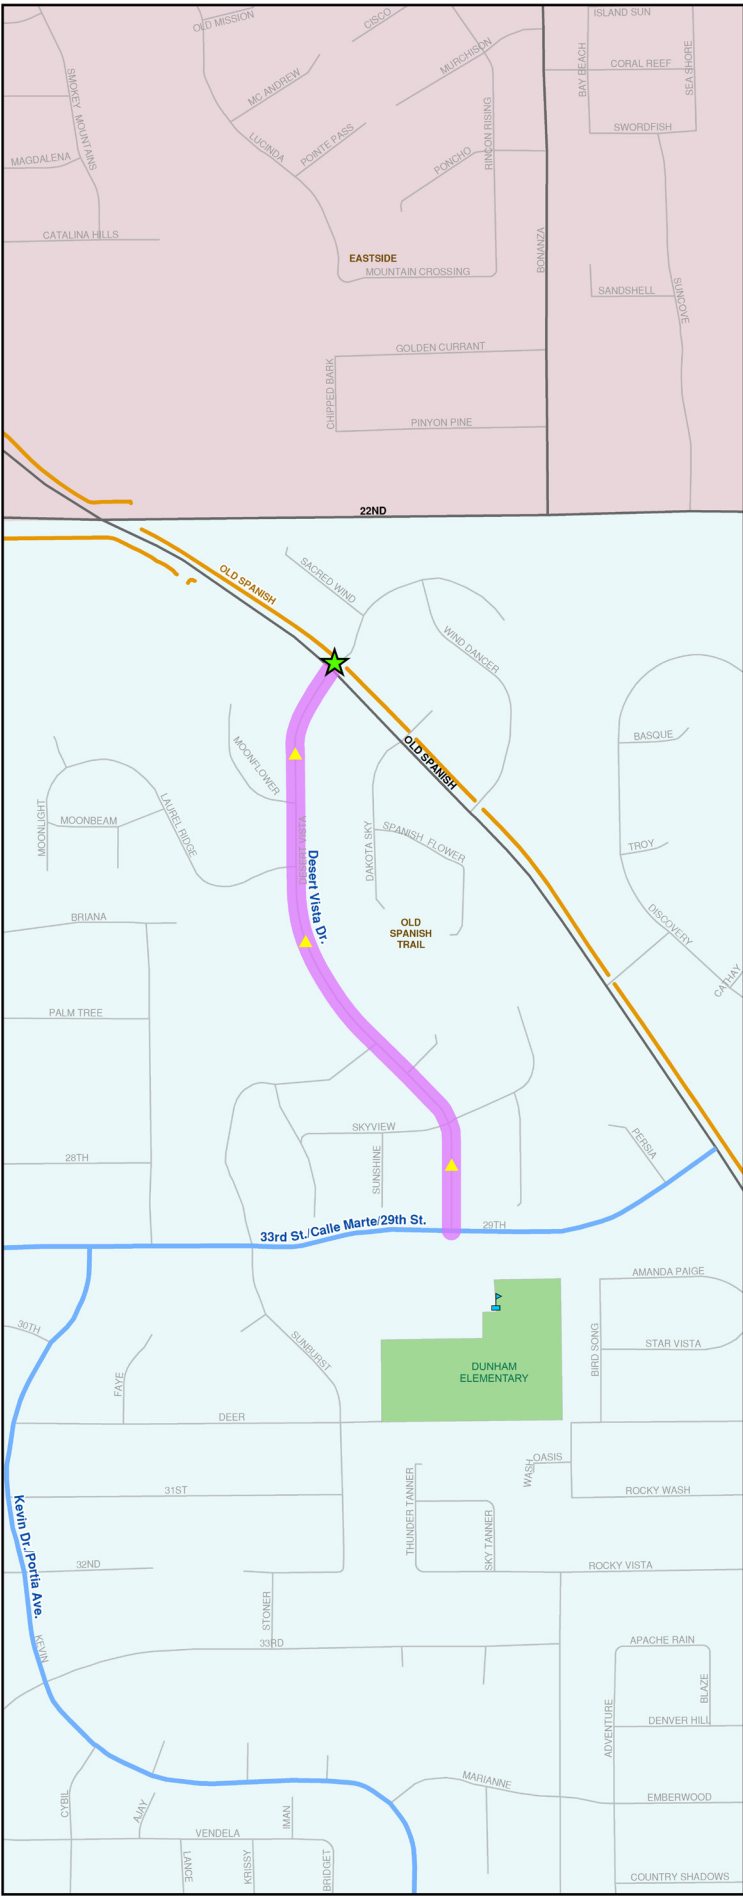 ISLAND SUN
OLD MISSION
CISCO
MURCHISON
BAY BEACH
CORAL REEF
SEA SHORE
SMOKEY MOUNTAINS
MC ANDREW
SWORDFISH
RINCON RISING
LUCINDA
POINTE PASS
PONCHO
MAGDALENA
CATALINA HILLS
BONANZA
EASTSIDE
MOUNTAIN CROSSING
SANDSHELL
SUNCOVE
GOLDEN CURRANT
CHIPPED BARK
PINYON PINE
22ND
OLD SPANISH
SACRED WIND
WIND DANCER
BASQUE
OLD SPANISH
MOONFLOWER
MOONLIGHT
MOONBEAM
LAUREL RIDGE
DESERT VISTA
Desert Vista Dr.
DAKOTA SKY
SPANISH FLOWER
TROY
DISCOVERY
CATHAY
BRIANA
OLD
SPANISH
TRAIL
PALM TREE
SKYVIEW
PERSIA
28TH
SUNSHINE
33rd St./Calle Marte/29th St.
29TH
AMANDA PAIGE
30TH
SUNBURST
BIRD SONG
STAR VISTA
FAYE
DUNHAM
ELEMENTARY
DEER
OASIS
WASH
31ST
THUNDER TANNER
SKY TANNER
ROCKY WASH
Kevin Dr./Portia Ave.
32ND
ROCKY VISTA
STONER
KEVIN
33RD
APACHE RAIN
BLAZE
ADVENTURE
DENVER HILL
MARIANNE
CYBIL
AJAY
IMAN
EMBERWOOD
VENDELA
LANCE
KRISSY
BRIDGET
COUNTRY SHADOWS